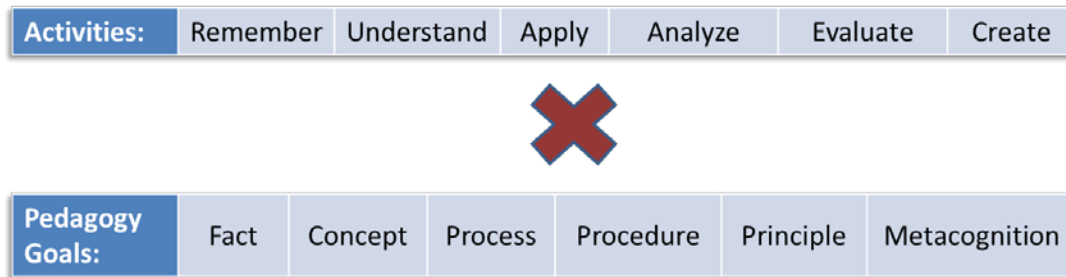 Activities: Remember Understand Apply Analyze Evaluate Create
Pedagogy
Goals: Fact Concept Process Procedure Principle Metacognition